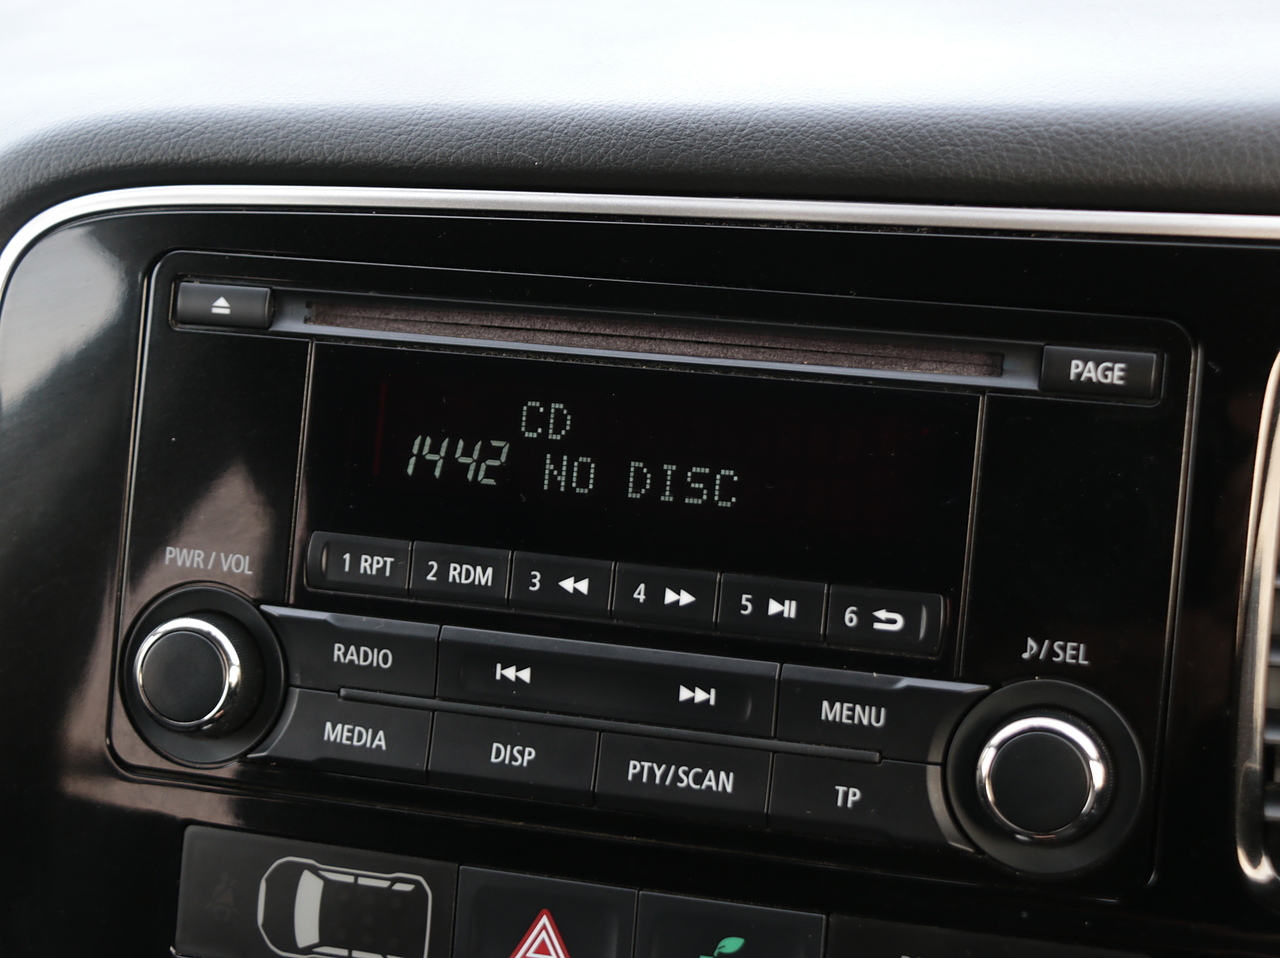 PAGE
CD
1442 NO DISC
PWR / VOL
1 RPT 2 RDM 3 4 5 6
♪/SEL
RADIO
MENU
MEDIA DISP PTY/SCAN TP